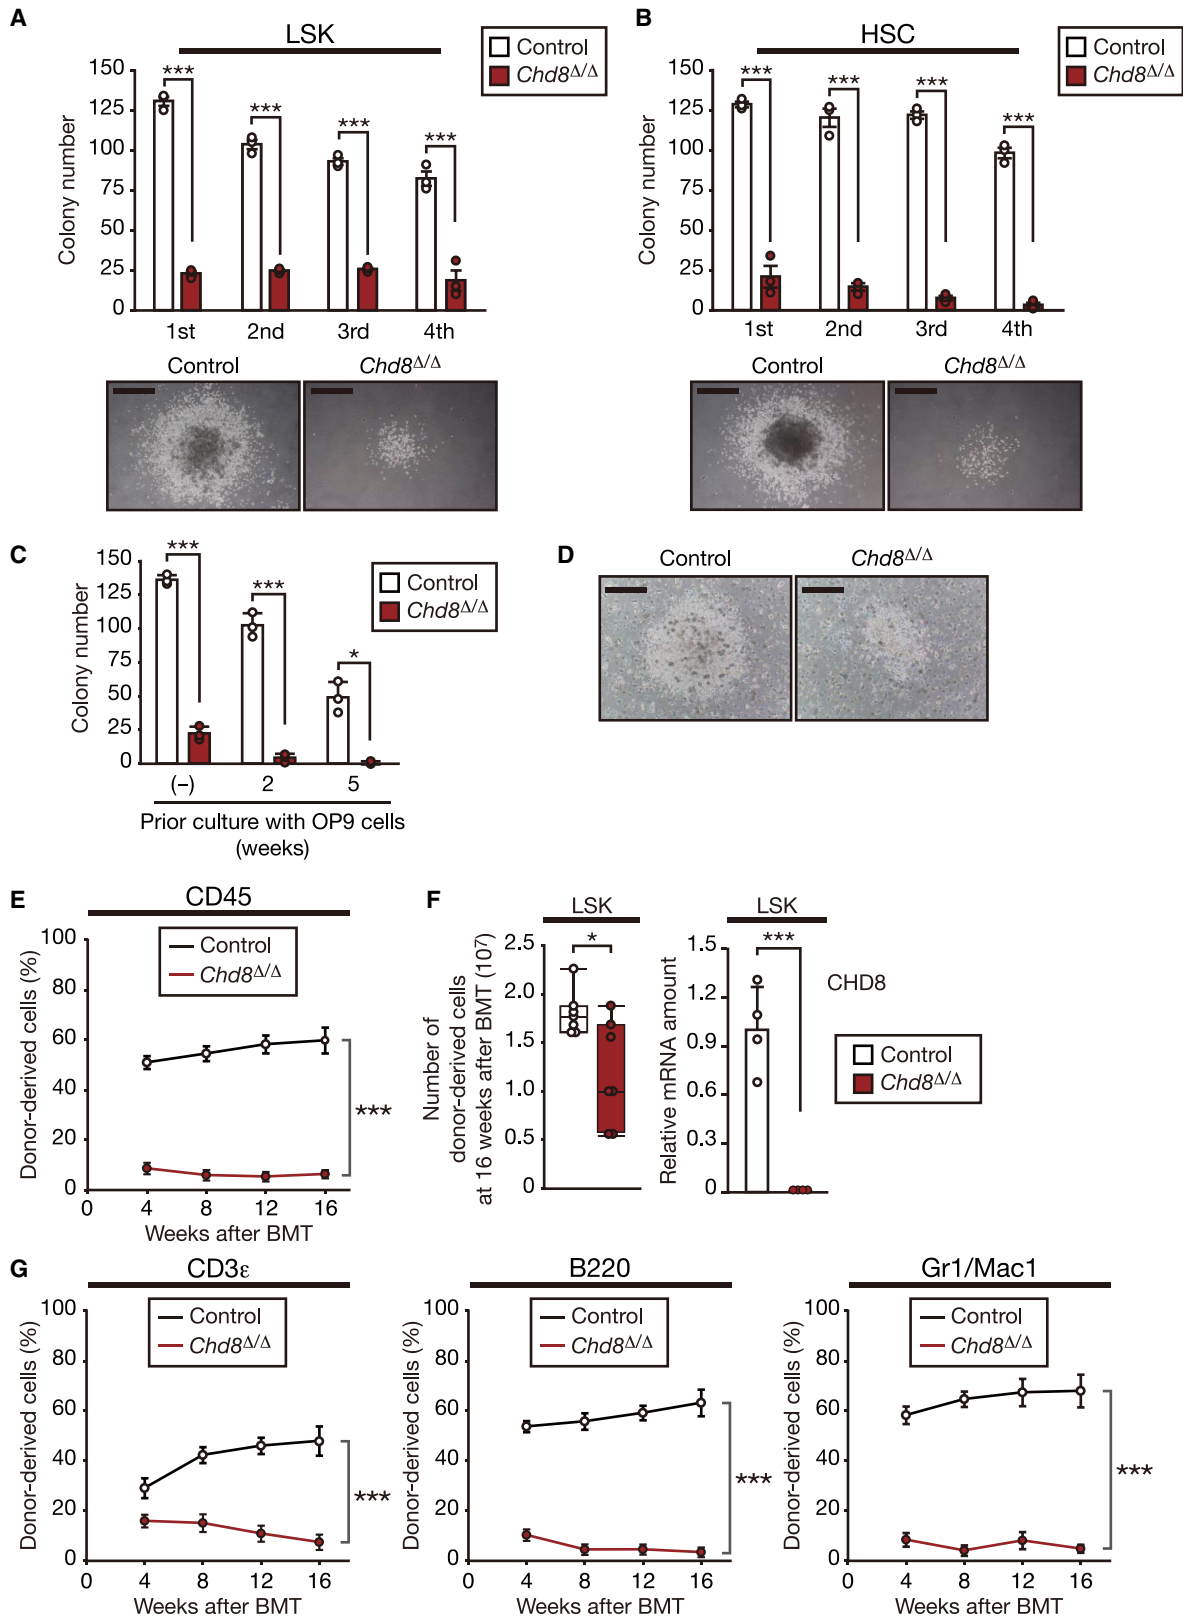 A
LSK
Control
Chd8Δ/Δ
Colony number
150
125
100
75
50
25
0
***
***
***
***
1st
2nd
3rd
4th
Control
Chd8Δ/Δ
B
HSC
Control
Chd8Δ/Δ
Colony number
150
125
100
75
50
25
0
***
***
***
***
1st
2nd
3rd
4th
Control
Chd8Δ/Δ
C
Control
Chd8Δ/Δ
Colony number
150
125
100
75
50
25
0
***
***
*
(–)
2
5
Prior culture with OP9 cells
(weeks)
D
Control
Chd8Δ/Δ
E
CD45
Control
Chd8Δ/Δ
Donor-derived cells (%)
100
80
60
40
20
0
***
0
4
8
12
16
Weeks after BMT
F
LSK
Number of
donor-derived cells
at 16 weeks after BMT (107)
2.5
2.0
1.5
1.0
0.5
0
*
LSK
Relative mRNA amount
1.5
1.2
0.9
0.6
0.3
0
***
CHD8
Control
Chd8Δ/Δ
G
CD3ε
Control
Chd8Δ/Δ
Donor-derived cells (%)
100
80
60
40
20
0
***
0
4
8
12
16
Weeks after BMT
B220
Control
Chd8Δ/Δ
Donor-derived cells (%)
100
80
60
40
20
0
***
0
4
8
12
16
Weeks after BMT
Gr1/Mac1
Control
Chd8Δ/Δ
Donor-derived cells (%)
100
80
60
40
20
0
***
0
4
8
12
16
Weeks after BMT